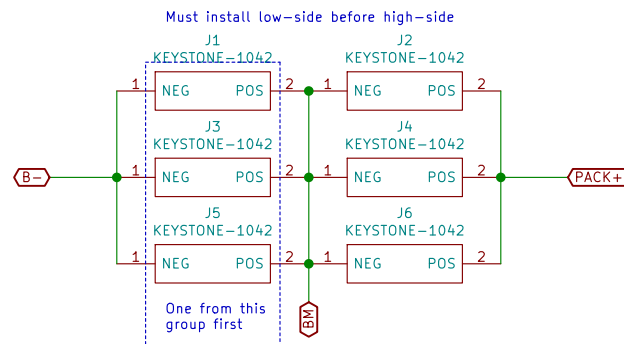 Must install low-side before high-side
J1
KEYSTONE-1042
1 NEG POS 2
J2
KEYSTONE-1042
1 NEG POS 2
J3
KEYSTONE-1042
1 NEG POS 2
J4
KEYSTONE-1042
1 NEG POS 2
B-
PACK+
J5
KEYSTONE-1042
1 NEG POS 2
J6
KEYSTONE-1042
1 NEG POS 2
One from this
group first
BM